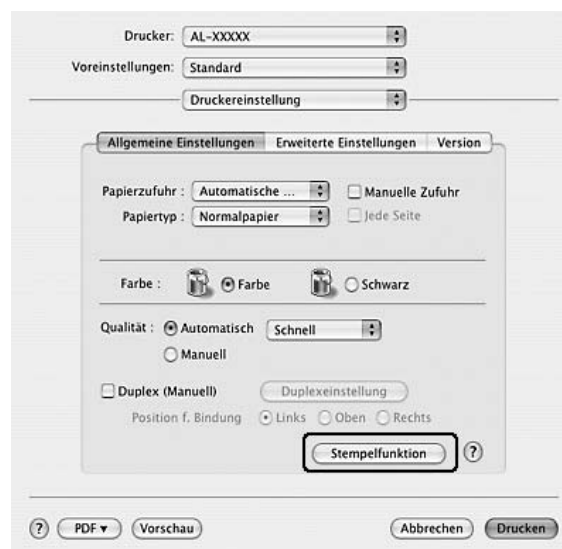 Drucker: AL-XXXXX
Voreinstellungen: Standard
Druckereinstellung
Allgemeine Einstellungen Erweiterte Einstellungen Version
Papierzufuhr : Automatische ... Manuelle Zufuhr
Papiertyp : Normalpapier Jede Seite
Farbe : Farbe Schwarz
Qualität : Automatisch Schnell
Manuell
Duplex (Manuell) Duplexeinstellung
Position f. Bindung Links Oben Rechts
Stempelfunktion ?
? PDF ▼ Vorschau Abbrechen Drucken